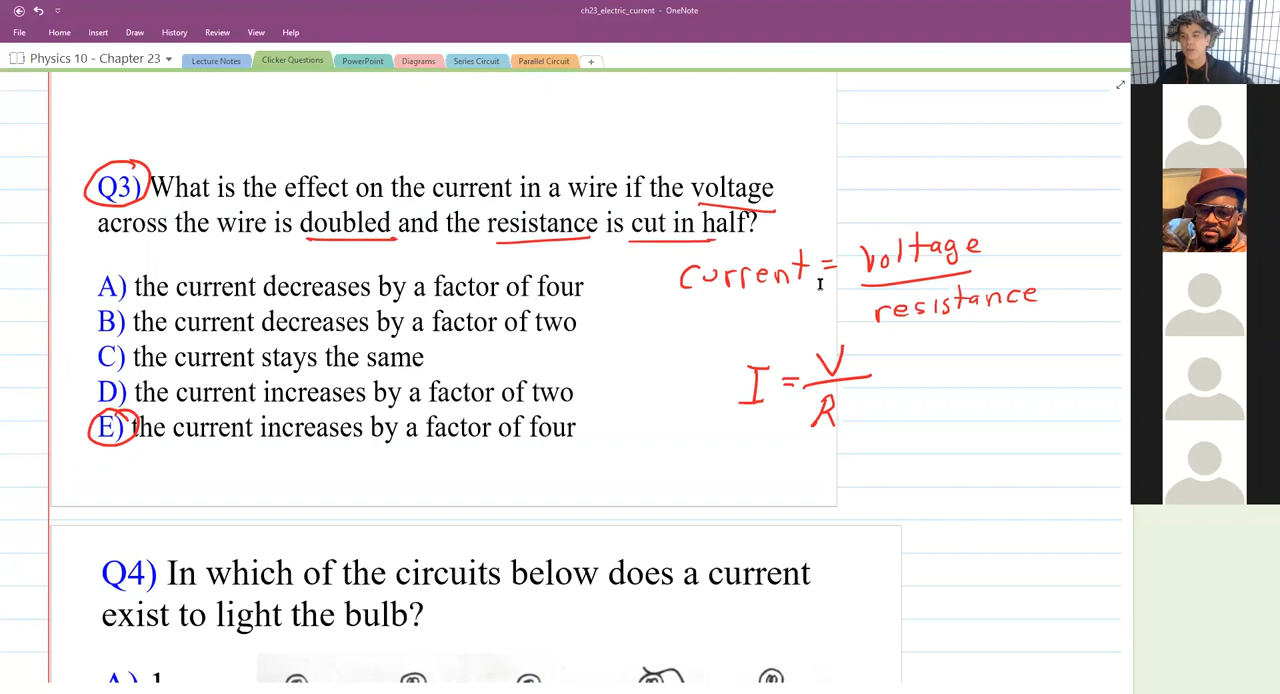 ch23_electric_current - OneNote
File Home Insert Draw History Review View Help
Physics 10 - Chapter 23 Lecture Notes Clicker Questions PowerPoint Diagrams Series Circuit Parallel Circuit +
Q3) What is the effect on the current in a wire if the voltage
across the wire is doubled and the resistance is cut in half?
A) the current decreases by a factor of four
B) the current decreases by a factor of two
C) the current stays the same
D) the current increases by a factor of two
E) the current increases by a factor of four
current = voltage
resistance
I = V
R
Q4) In which of the circuits below does a current
exist to light the bulb?
A) 1